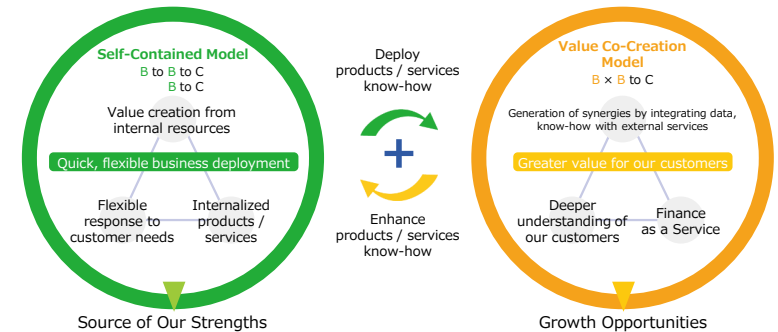 Self-Contained Model
B to B to C
B to C
Value creation from
internal resources
Quick, flexible business deployment
Flexible
response to
customer needs
Internalized
products /
services
Source of Our Strengths
Deploy
products / services
know-how
+
Enhance
products / services
know-how
Value Co-Creation
Model
B × B to C
Generation of synergies by integrating data,
know-how with external services
Greater value for our customers
Deeper
understanding of
our customers
Finance
as a Service
Growth Opportunities